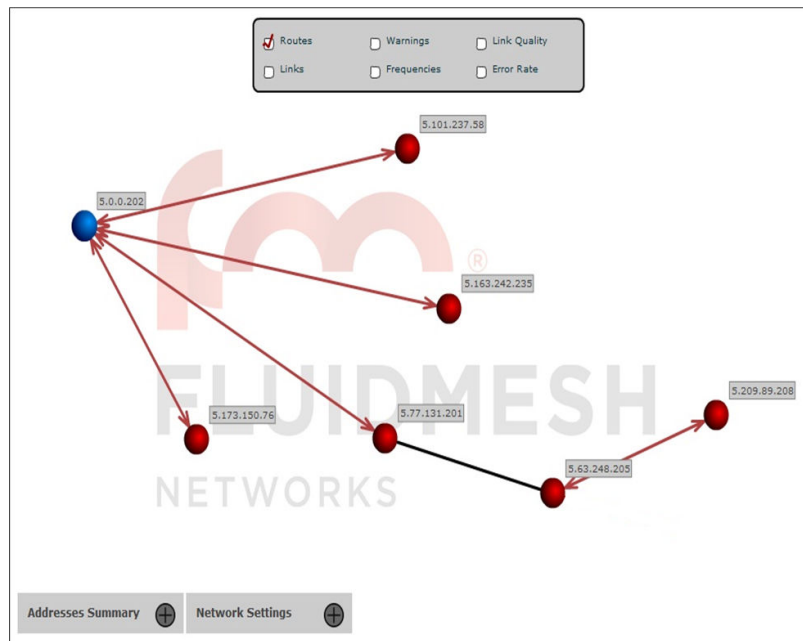 Routes Warnings Link Quality
Links Frequencies Error Rate
5.101.237.58
5.0.0.202
®
5.163.242.235
FLUIDMESH
5.209.89.208
5.173.150.76 5.77.131.201
5.63.248.205
NETWORKS
Addresses Summary Network Settings